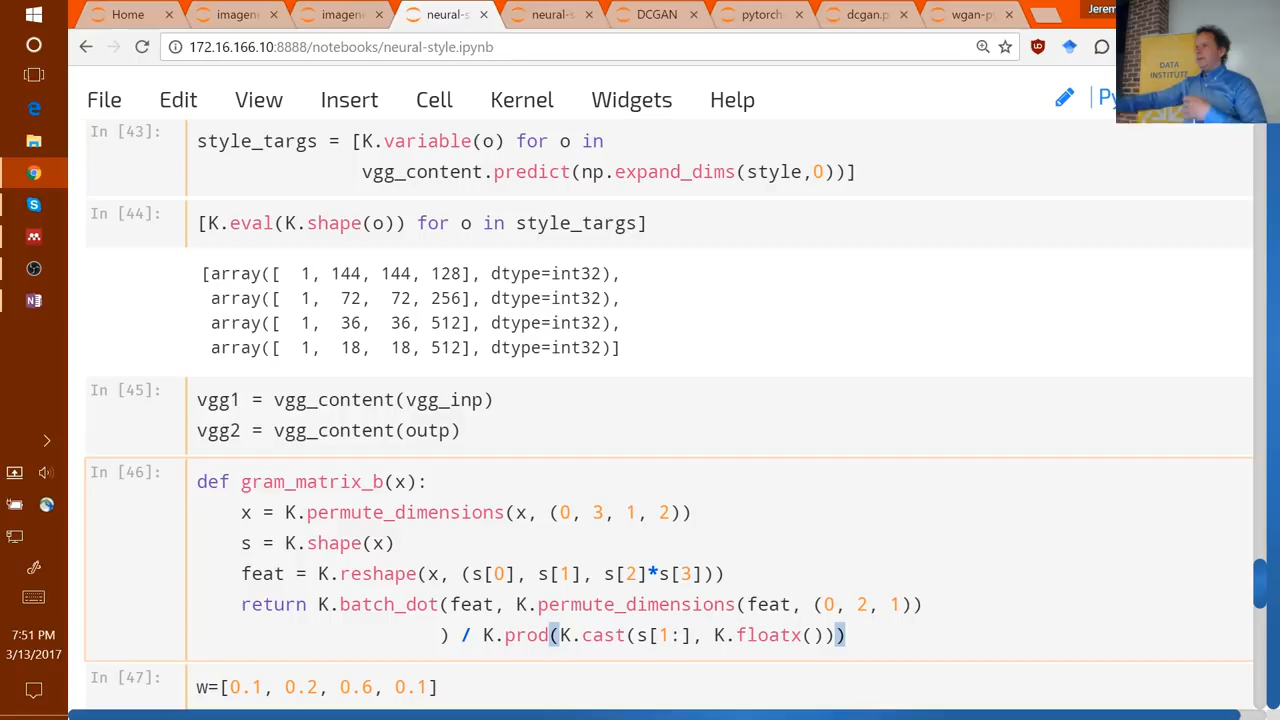 Home
imagene
imagene
neural-s
neural-s
DCGAN
pytorch
dcgan.p
wgan-py
Jerem
172.16.166.10:8888/notebooks/neural-style.ipynb
DATA
INSTITUTE
File Edit View Insert Cell Kernel Widgets Help
Py
In [43]:
style_targs = [K.variable(o) for o in
vgg_content.predict(np.expand_dims(style,0))]
In [44]:
[K.eval(K.shape(o)) for o in style_targs]
[array([ 1, 144, 144, 128], dtype=int32),
array([ 1, 72, 72, 256], dtype=int32),
array([ 1, 36, 36, 512], dtype=int32),
array([ 1, 18, 18, 512], dtype=int32)]
In [45]:
vgg1 = vgg_content(vgg_inp)
vgg2 = vgg_content(outp)
In [46]:
def gram_matrix_b(x):
x = K.permute_dimensions(x, (0, 3, 1, 2))
s = K.shape(x)
feat = K.reshape(x, (s[0], s[1], s[2]*s[3]))
return K.batch_dot(feat, K.permute_dimensions(feat, (0, 2, 1))
) / K.prod(K.cast(s[1:], K.floatx()))
In [47]:
w=[0.1, 0.2, 0.6, 0.1]
7:51 PM
3/13/2017